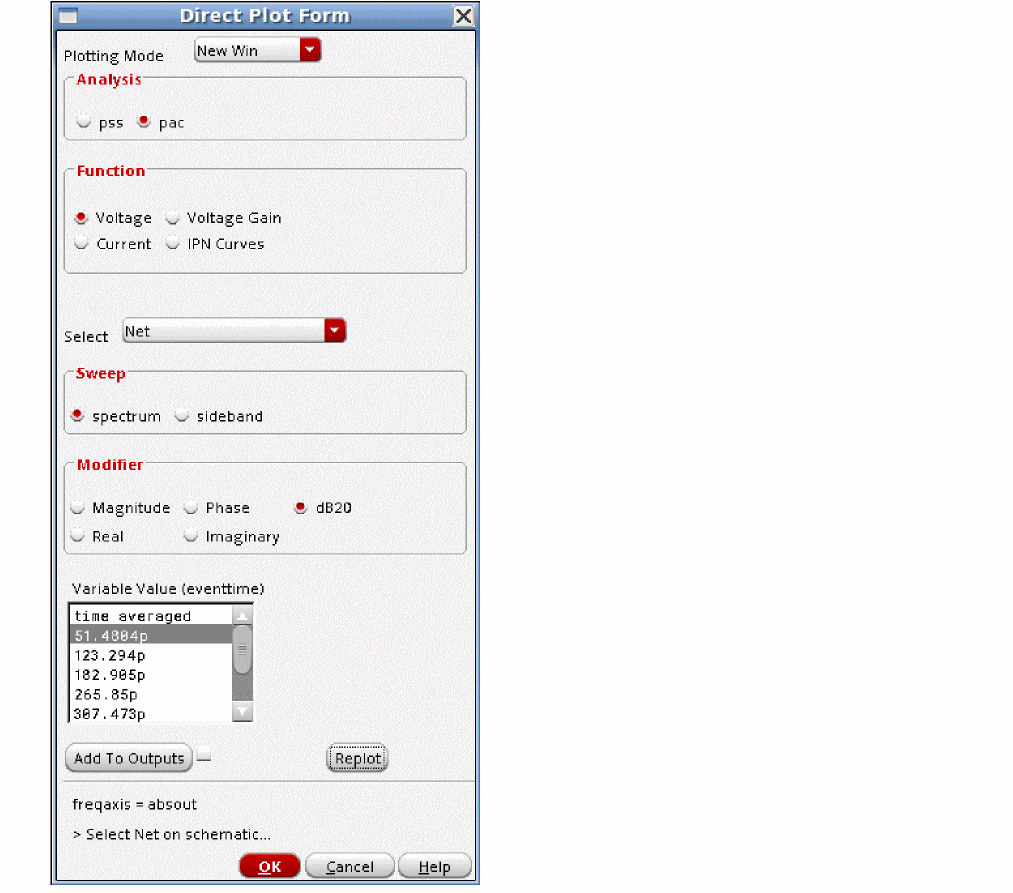 Direct Plot Form
Plotting Mode New Win
Analysis
pss pac
Function
Voltage Voltage Gain
Current IPN Curves
Select Net
Sweep
spectrum sideband
Modifier
Magnitude Phase dB20
Real Imaginary
Variable Value (eventtime)
time averaged
51.4804p
123.294p
182.905p
265.85p
307.473p
Add To Outputs Replot
freqaxis = absout
> Select Net on schematic...
OK Cancel Help